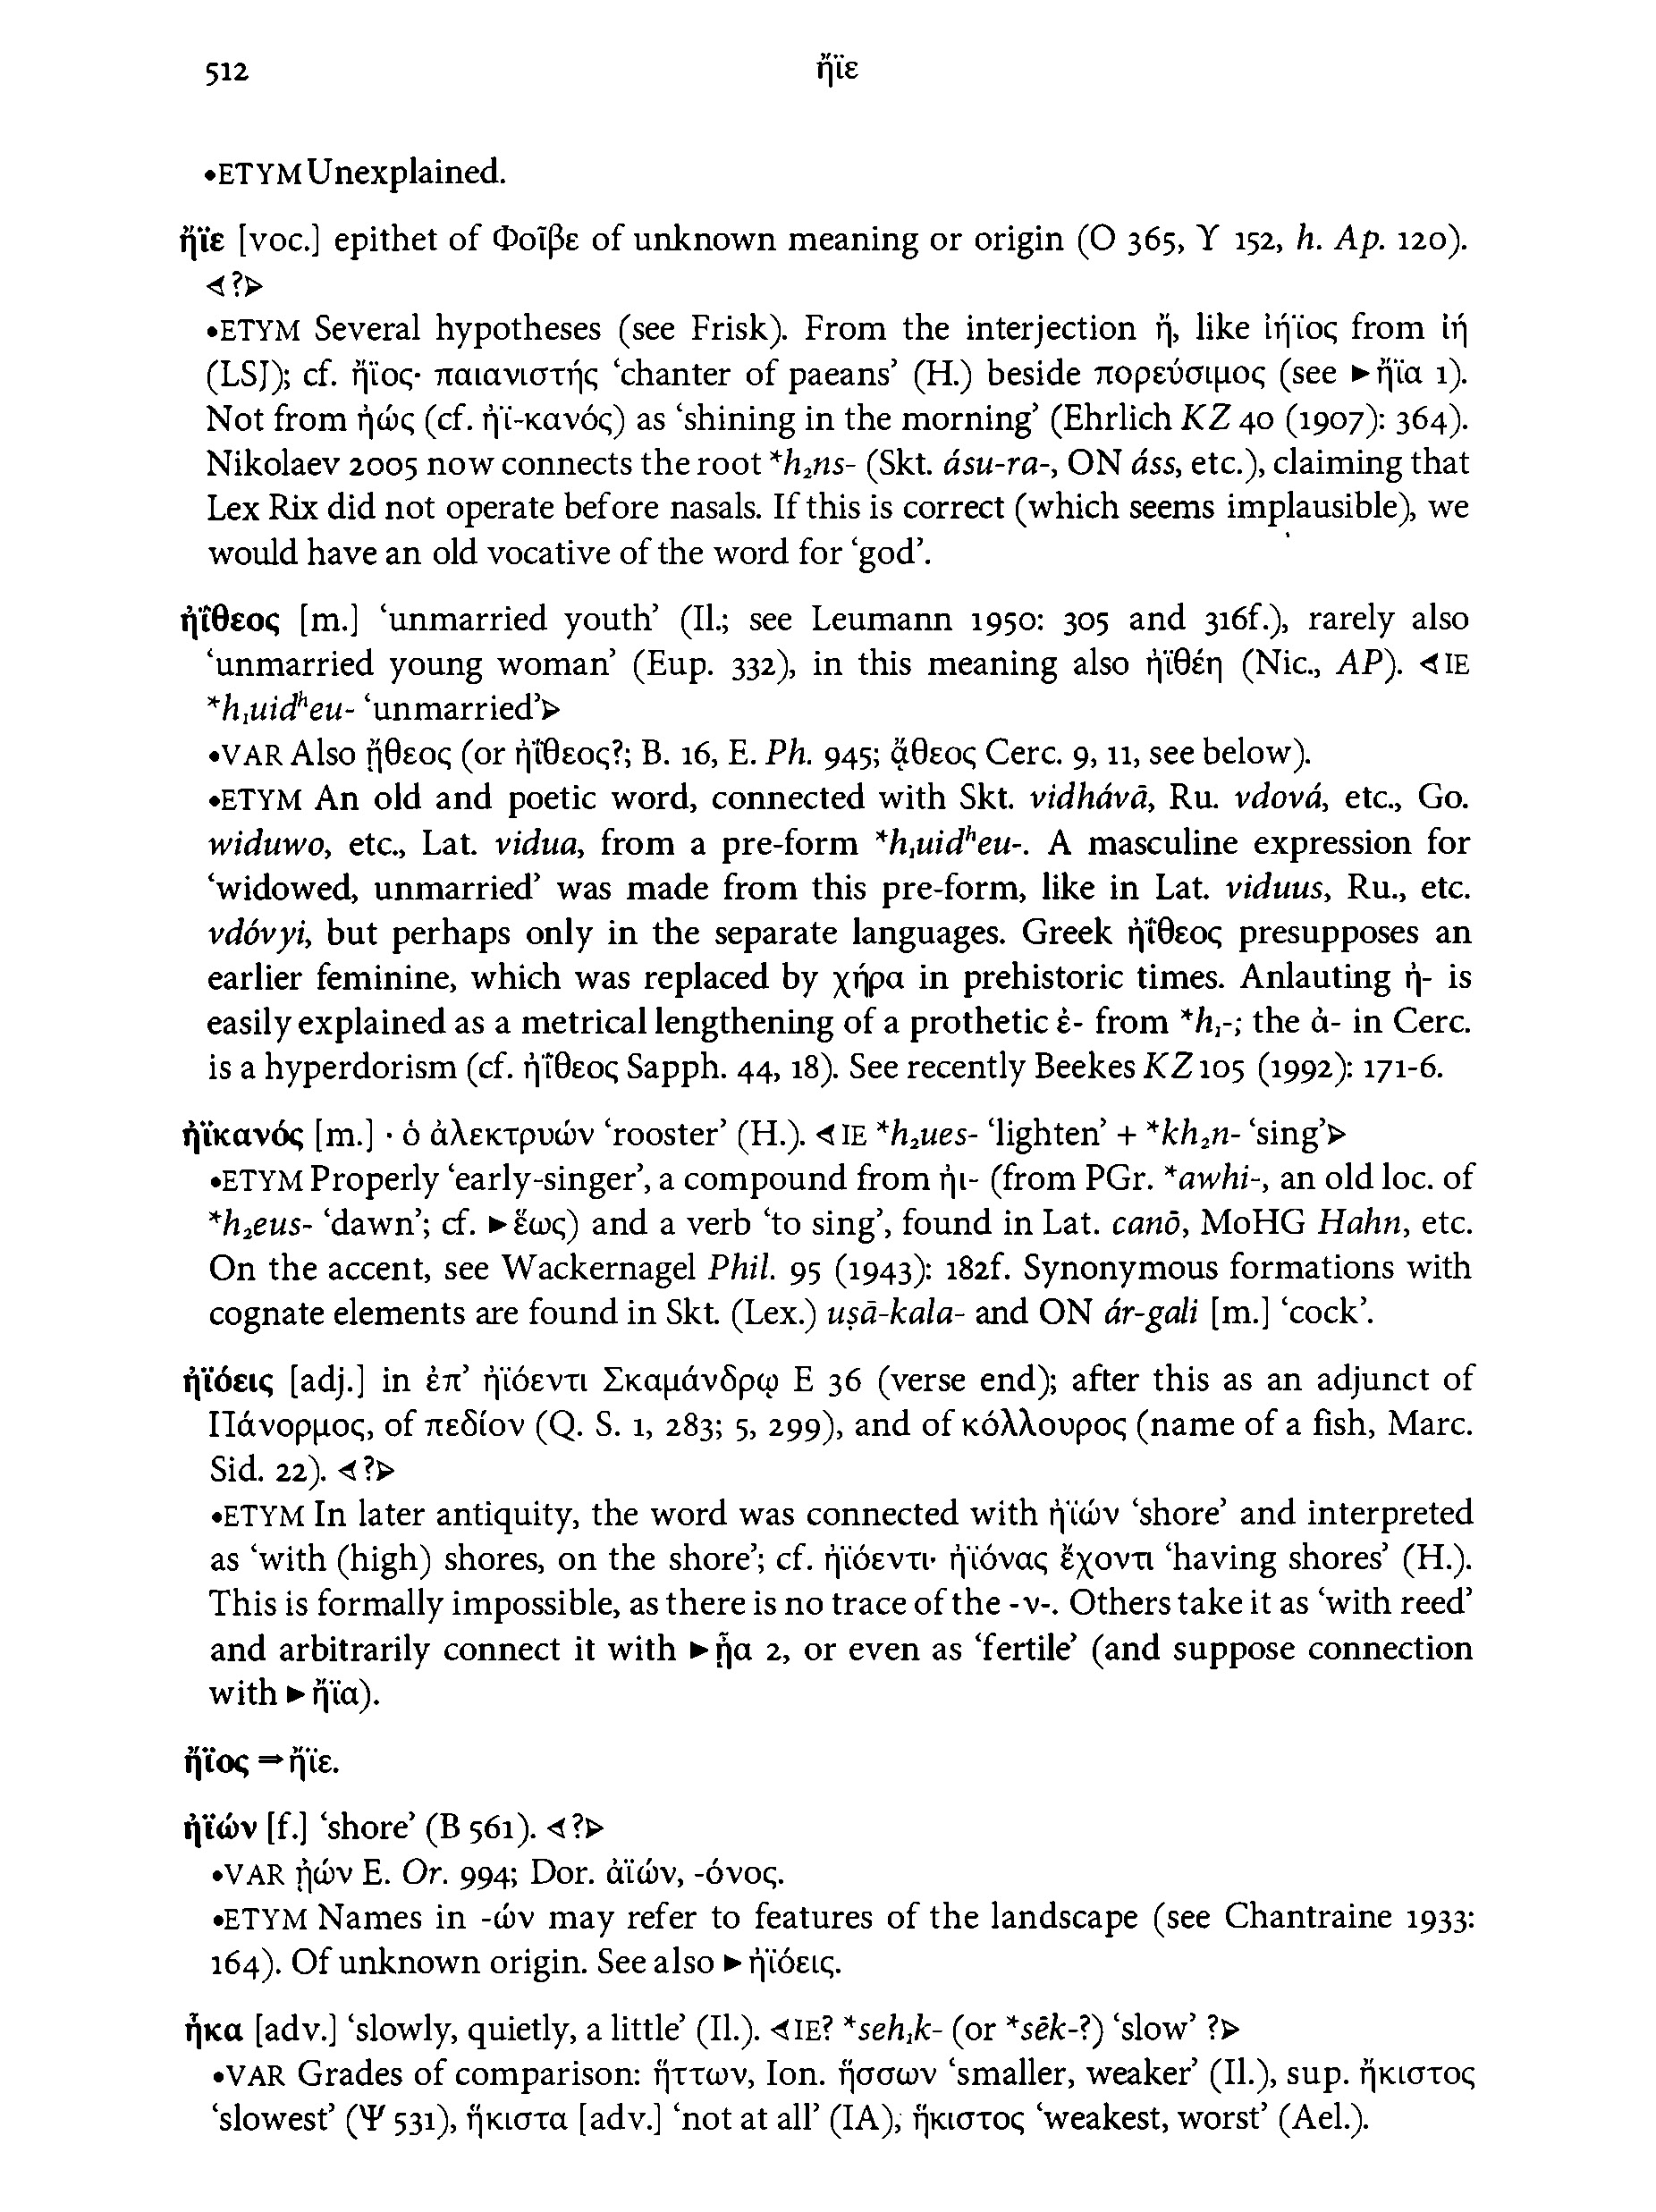 512 ἤϊε
•ETYM Unexplained.
ἤϊε [voc.] epithet of Φοῖβε of unknown meaning or origin (O 365, Υ 152, h. Ap. 120).
◁?▷
•ETYM Several hypotheses (see Frisk). From the interjection ἤ, like ἰήϊος from ἰή
(LSJ); cf. ἤϊος· παιανιστής ‘chanter of paeans’ (H.) beside πορεύσιμος (see ►ἤϊα 1).
Not from ἠώς (cf. ἠϊ-κανός) as ‘shining in the morning’ (Ehrlich KZ 40 (1907): 364).
Nikolaev 2005 now connects the root *h₂ns- (Skt. ásu-ra-, ON áss, etc.), claiming that
Lex Rix did not operate before nasals. If this is correct (which seems implausible), we
would have an old vocative of the word for ‘god’.
ἠΐθεος [m.] ‘unmarried youth’ (Il.; see Leumann 1950: 305 and 316f.), rarely also
‘unmarried young woman’ (Eup. 332), in this meaning also ἠϊθέη (Nic., AP). ◁IE
*h₁uidʰeu- ‘unmarried’▷
•VAR Also ᾔθεος (or ἠΐθεος?; B. 16, E. Ph. 945; ᾄθεος Cerc. 9, 11, see below).
•ETYM An old and poetic word, connected with Skt. vidhávā, Ru. vdová, etc., Go.
widuwo, etc., Lat. vidua, from a pre-form *h₁uidʰeu-. A masculine expression for
‘widowed, unmarried’ was made from this pre-form, like in Lat. viduus, Ru., etc.
vdóvyi, but perhaps only in the separate languages. Greek ἠΐθεος presupposes an
earlier feminine, which was replaced by χήρα in prehistoric times. Anlauting ἠ- is
easily explained as a metrical lengthening of a prothetic ἐ- from *h₁-; the ἀ- in Cerc.
is a hyperdorism (cf. ἠΐθεος Sapph. 44, 18). See recently Beekes KZ 105 (1992): 171-6.
ἠϊκανός [m.] · ὁ ἀλεκτρυών ‘rooster’ (H.). ◁IE *h₂ues- ‘lighten’ + *kh₂n- ‘sing’▷
•ETYM Properly ‘early-singer’, a compound from ἠι- (from PGr. *awhi-, an old loc. of
*h₂eus- ‘dawn’; cf. ►ἕως) and a verb ‘to sing’, found in Lat. canō, MoHG Hahn, etc.
On the accent, see Wackernagel Phil. 95 (1943): 182f. Synonymous formations with
cognate elements are found in Skt. (Lex.) uṣā-kala- and ON ár-gali [m.] ‘cock’.
ἠϊόεις [adj.] in ἐπ’ ἠϊόεντι Σκαμάνδρῳ E 36 (verse end); after this as an adjunct of
Πάνορμος, of πεδίον (Q. S. 1, 283; 5, 299), and of κόλλουρος (name of a fish, Marc.
Sid. 22). ◁?▷
•ETYM In later antiquity, the word was connected with ἠϊών ‘shore’ and interpreted
as ‘with (high) shores, on the shore’; cf. ἠϊόεντι· ἠϊόνας ἔχοντι ‘having shores’ (H.).
This is formally impossible, as there is no trace of the -ν-. Others take it as ‘with reed’
and arbitrarily connect it with ►ᾖα 2, or even as ‘fertile’ (and suppose connection
with ►ἤϊα).
ἤϊος ⇒ἤϊε.
ἠϊών [f.] ‘shore’ (B 561). ◁?▷
•VAR ᾐών E. Or. 994; Dor. ἀϊών, -όνος.
•ETYM Names in -ών may refer to features of the landscape (see Chantraine 1933:
164). Of unknown origin. See also ►ἠϊόεις.
ἦκα [adv.] ‘slowly, quietly, a little’ (Il.). ◁IE? *seh₁k- (or *sēk-?) ‘slow’ ?▷
•VAR Grades of comparison: ἥττων, Ion. ἥσσων ‘smaller, weaker’ (Il.), sup. ἥκιστος
‘slowest’ (Ψ 531), ἥκιστα [adv.] ‘not at all’ (IA), ἥκιστος ‘weakest, worst’ (Ael.).